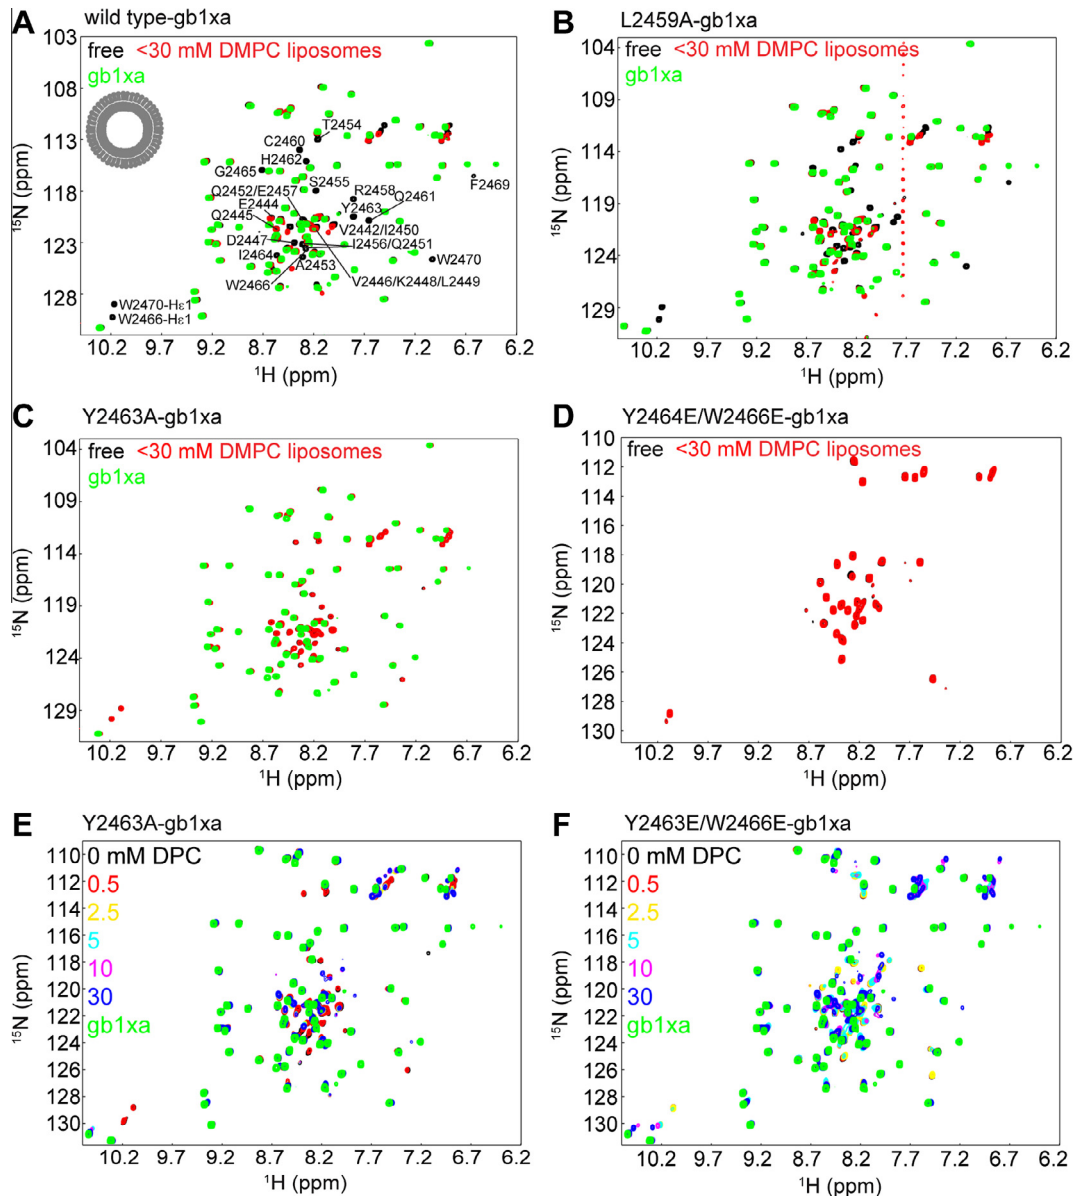 A wild type-gb1xa
free <30 mM DMPC liposomes
gb1xa
103
108
113
118
123
128
15N (ppm)
T2454
C2460
H2462
G2465
S2455
F2469
Q2452/E2457
R2458
Q2461
E2444
Y2463
Q2445
V2442/I2450
D2447
I2456/Q2451
I2464
W2470
A2453
W2466
V2446/K2448/L2449
W2470-Hε1
W2466-Hε1
10.2 9.7 9.2 8.7 8.2 7.7 7.2 6.7 6.2
1H (ppm)
B L2459A-gb1xa
free <30 mM DMPC liposomes
gb1xa
104
109
114
119
124
129
15N (ppm)
10.2 9.7 9.2 8.7 8.2 7.7 7.2 6.7 6.2
1H (ppm)
C Y2463A-gb1xa
free <30 mM DMPC liposomes
gb1xa
104
109
114
119
124
129
15N (ppm)
10.2 9.7 9.2 8.7 8.2 7.7 7.2 6.7 6.2
1H (ppm)
D Y2464E/W2466E-gb1xa
free <30 mM DMPC liposomes
110
112
114
116
118
120
122
124
126
128
130
15N (ppm)
10.2 9.7 9.2 8.7 8.2 7.7 7.2 6.7 6.2
1H (ppm)
E Y2463A-gb1xa
0 mM DPC
0.5
2.5
5
10
30
gb1xa
110
112
114
116
118
120
122
124
126
128
130
15N (ppm)
10.2 9.7 9.2 8.7 8.2 7.7 7.2 6.7 6.2
1H (ppm)
F Y2463E/W2466E-gb1xa
0 mM DPC
0.5
2.5
5
10
30
gb1xa
110
112
114
116
118
120
122
124
126
128
130
15N (ppm)
10.2 9.7 9.2 8.7 8.2 7.7 7.2 6.7 6.2
1H (ppm)